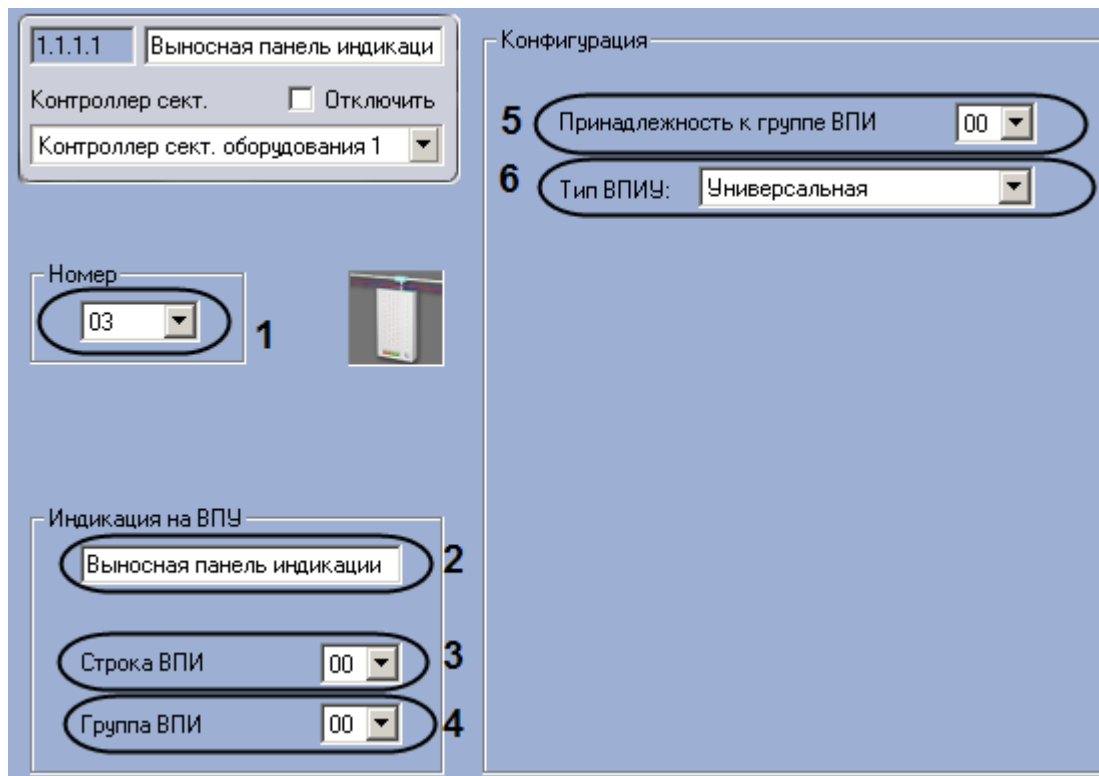 1.1.1.1 Выносная панель индикаци
Контроллер сект. Отключить
Контроллер сект. оборудования 1
Номер
03
1
Индикация на ВПУ
Выносная панель индикации
2
Строка ВПИ 00
3
Группа ВПИ 00
4
Конфигурация
5
Принадлежность к группе ВПИ 00
6
Тип ВПИУ: Универсальная